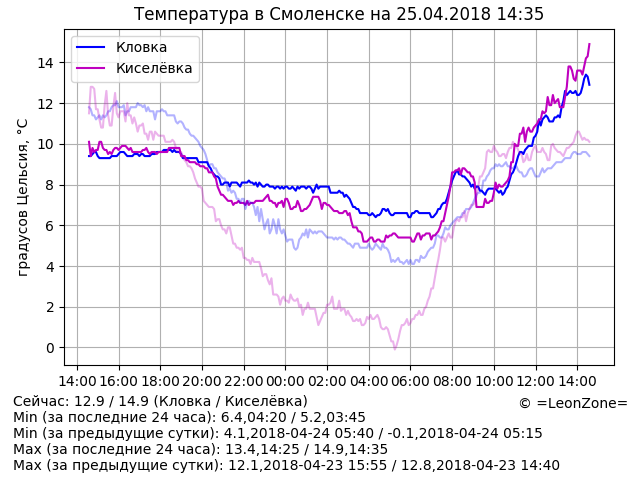 Температура в Смоленске на 25.04.2018 14:35
Кловка
Киселёвка
градусов Цельсия, °C
14
12
10
8
6
4
2
0
14:00 16:00 18:00 20:00 22:00 00:00 02:00 04:00 06:00 08:00 10:00 12:00 14:00
Сейчас: 12.9 / 14.9 (Кловка / Киселёвка)
© =LeonZone=
Min (за последние 24 часа): 6.4,04:20 / 5.2,03:45
Min (за предыдущие сутки): 4.1,2018-04-24 05:40 / -0.1,2018-04-24 05:15
Max (за последние 24 часа): 13.4,14:25 / 14.9,14:35
Max (за предыдущие сутки): 12.1,2018-04-23 15:55 / 12.8,2018-04-23 14:40